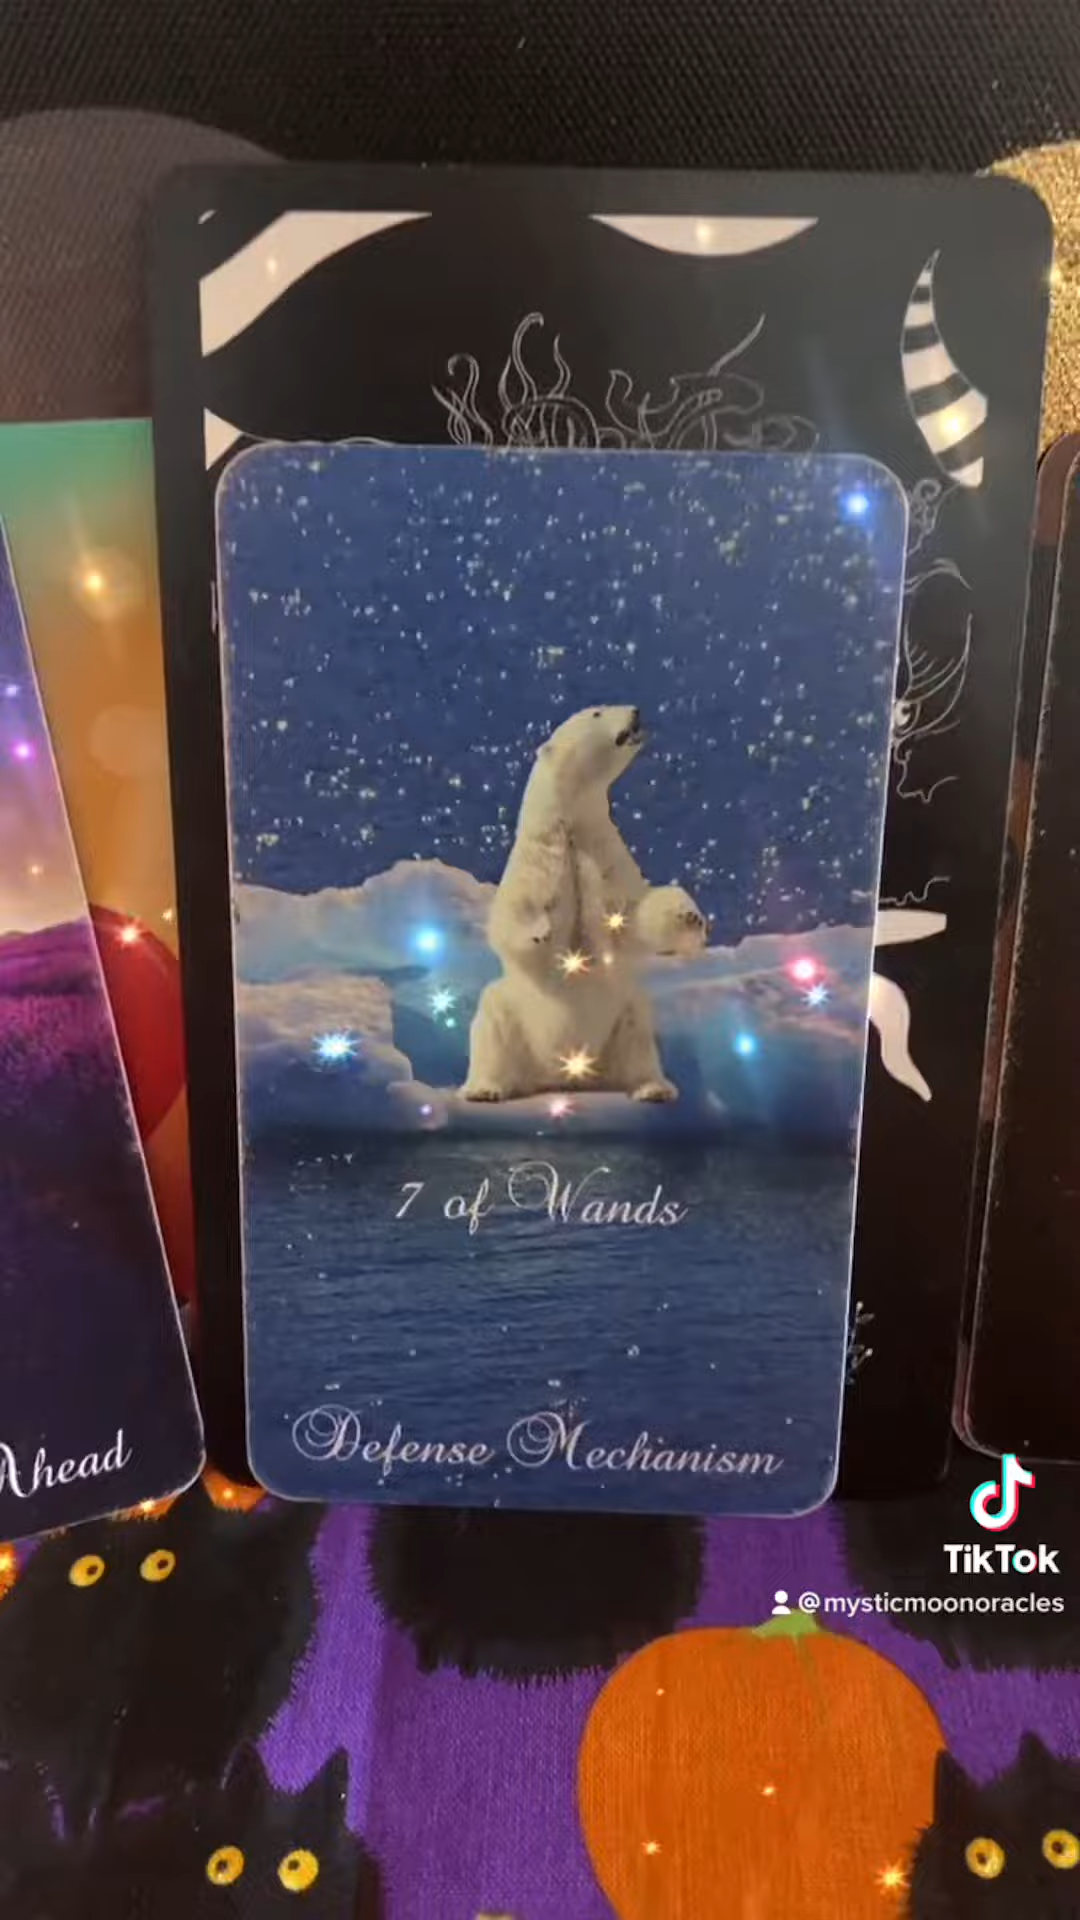 7 of Wands
Defense Mechanism
Ahead
TikTok
@mysticmoonoracles